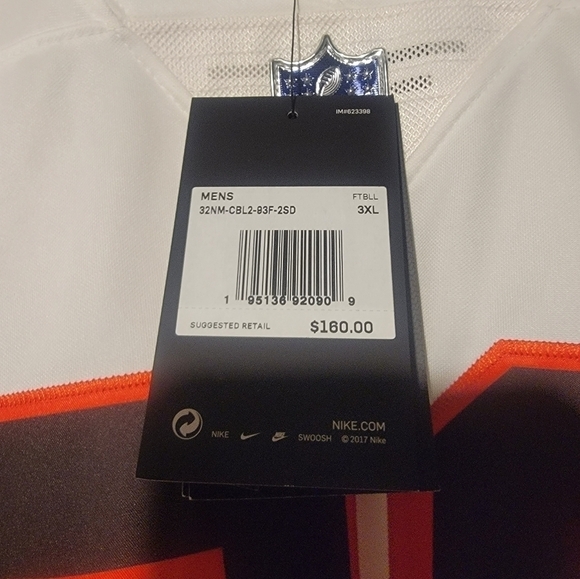 IM#623398
MENS FTBLL
32NM-CBL2-93F-2SD 3XL
1 95136 92090 9
SUGGESTED RETAIL $160.00
NIKE.COM
NIKE SWOOSH © 2017 Nike